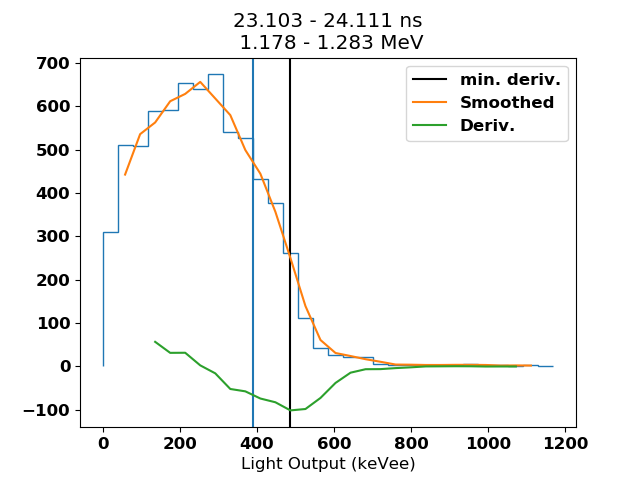 23.103 - 24.111 ns
1.178 - 1.283 MeV
700
600
500
400
300
200
100
0
−100
min. deriv.
Smoothed
Deriv.
0 200 400 600 800 1000 1200
Light Output (keVee)